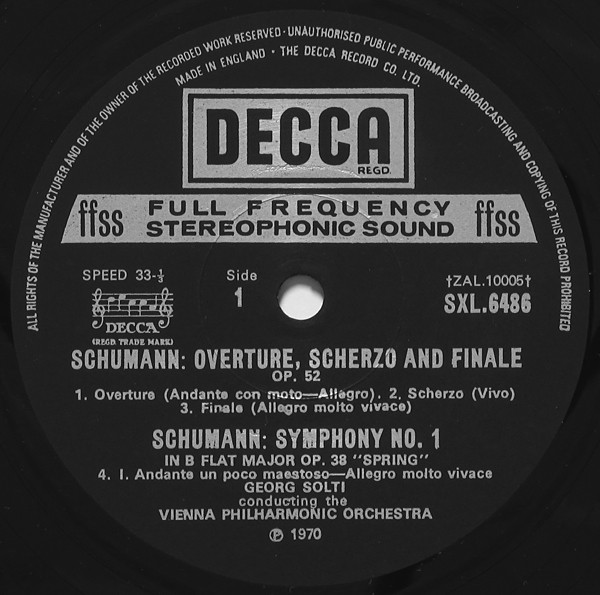 ALL RIGHTS OF THE MANUFACTURER AND OF THE OWNER OF THE RECORDED WORK RESERVED · UNAUTHORISED PUBLIC PERFORMANCE BROADCASTING AND COPYING OF THIS RECORD PROHIBITED
MADE IN ENGLAND · THE DECCA RECORD CO. LTD.
DECCA
REGD.
ffss FULL FREQUENCY STEREOPHONIC SOUND ffss
SPEED 33-⅓ Side †ZAL.10005†
1 SXL.6486
DECCA
(REGD. TRADE MARK)
SCHUMANN: OVERTURE, SCHERZO AND FINALE
OP. 52
1. Overture (Andante con moto—Allegro). 2. Scherzo (Vivo)
3. Finale (Allegro molto vivace)
SCHUMANN: SYMPHONY NO. 1
IN B FLAT MAJOR OP. 38 "SPRING"
4. I. Andante un poco maestoso—Allegro molto vivace
GEORG SOLTI
conducting the
VIENNA PHILHARMONIC ORCHESTRA
℗ 1970